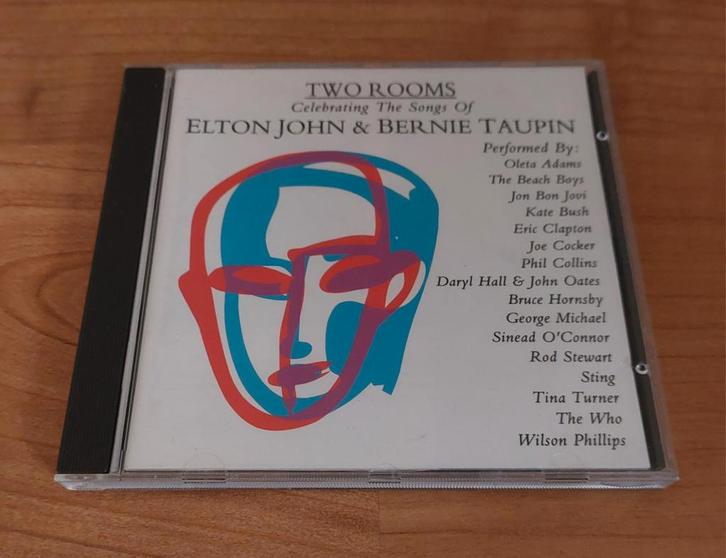 TWO ROOMS
Celebrating The Songs Of
ELTON JOHN & BERNIE TAUPIN
Performed By:
Oleta Adams
The Beach Boys
Jon Bon Jovi
Kate Bush
Eric Clapton
Joe Cocker
Phil Collins
Daryl Hall & John Oates
Bruce Hornsby
George Michael
Sinead O'Connor
Rod Stewart
Sting
Tina Turner
The Who
Wilson Phillips